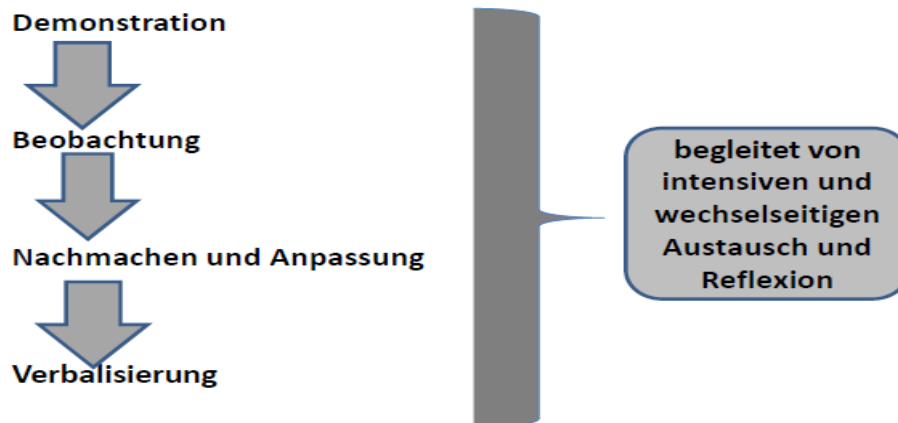 Demonstration
Beobachtung
Nachmachen und Anpassung
Verbalisierung
begleitet von
intensiven und
wechselseitigen
Austausch und
Reflexion